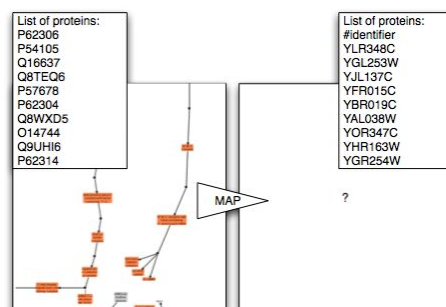 List of proteins:
P62306
P54105
Q16637
Q8TEQ6
P57678
P62304
Q8WXD5
O14744
Q9UHI6
P62314
List of proteins:
#identifier
YLR348C
YGL253W
YJL137C
YFR015C
YBR019C
YAL038W
YOR347C
YHR163W
YGR254W
MAP
?